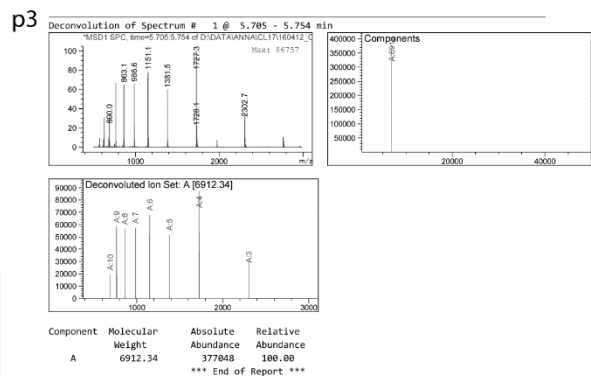 p3
Deconvolution of Spectrum # 1 @ 5.705 - 5.754 min
*MSD1 SPC, time=5.705:5.754 of D:\DATA\ANNA\CL17\160412_C
Max: 86757
100
80
60
40
20
0
690.0
863.1
986.6
1151.1
1381.5
1727.3
1728.1
2302.7
1000
2000
m/z
Components
400000
350000
300000
250000
200000
150000
100000
50000
A:691
20000
40000
Deconvoluted Ion Set: A [6912.34]
90000
80000
70000
60000
50000
40000
30000
20000
10000
0
A:10
A:9
A:8
A:7
A:6
A:5
A:4
A:3
1000
2000
3000
Component Molecular Absolute Relative
Weight Abundance Abundance
A 6912.34 377048 100.00
*** End of Report ***